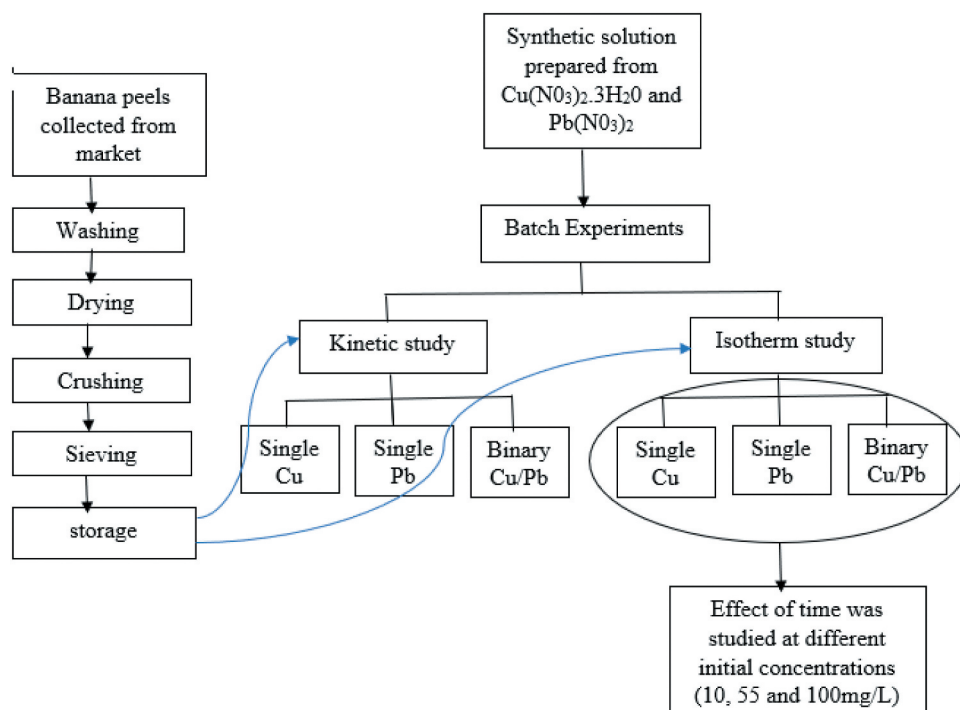 Banana peels
collected from
market
Washing
Drying
Crushing
Sieving
storage
Synthetic solution
prepared from
Cu(N0₃)₂.3H₂0 and
Pb(N0₃)₂
Batch Experiments
Kinetic study
Isotherm study
Single
Cu
Single
Pb
Binary
Cu/Pb
Single
Cu
Single
Pb
Binary
Cu/Pb
Effect of time was
studied at different
initial concentrations
(10, 55 and 100mg/L)